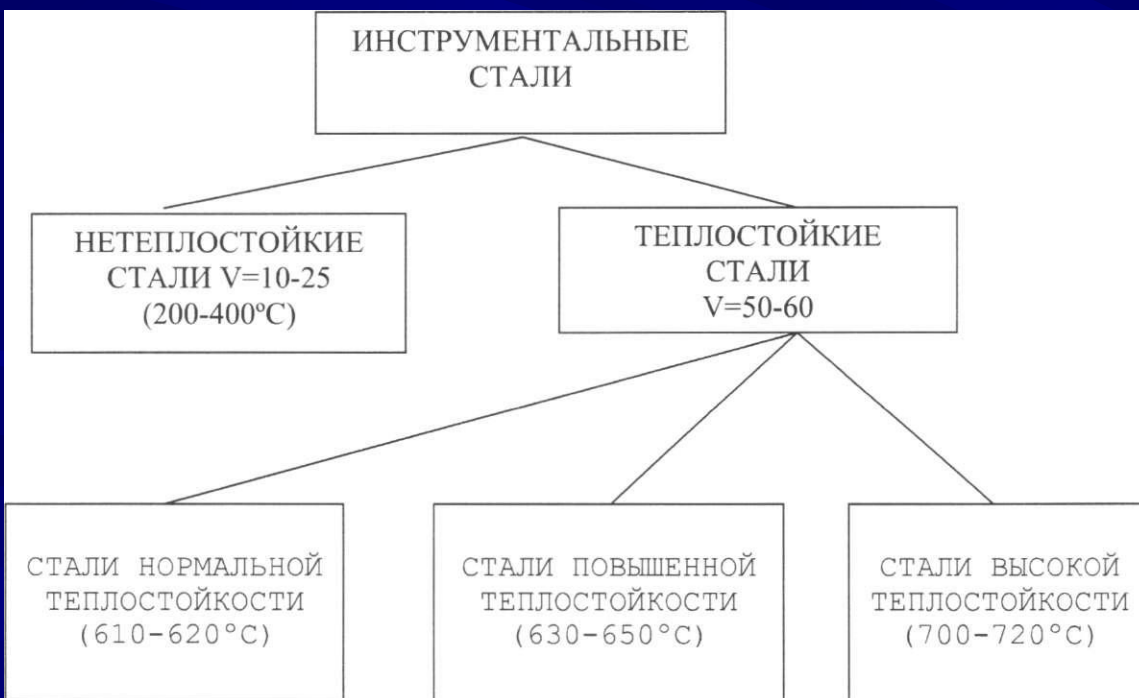 ИНСТРУМЕНТАЛЬНЫЕ
СТАЛИ
НЕТЕПЛОСТОЙКИЕ
СТАЛИ V=10-25
(200-400ºС)
ТЕПЛОСТОЙКИЕ
СТАЛИ
V=50-60
СТАЛИ НОРМАЛЬНОЙ
ТЕПЛОСТОЙКОСТИ
(610-620°С)
СТАЛИ ПОВЫШЕННОЙ
ТЕПЛОСТОЙКОСТИ
(630-650°С)
СТАЛИ ВЫСОКОЙ
ТЕПЛОСТОЙКОСТИ
(700-720°С)